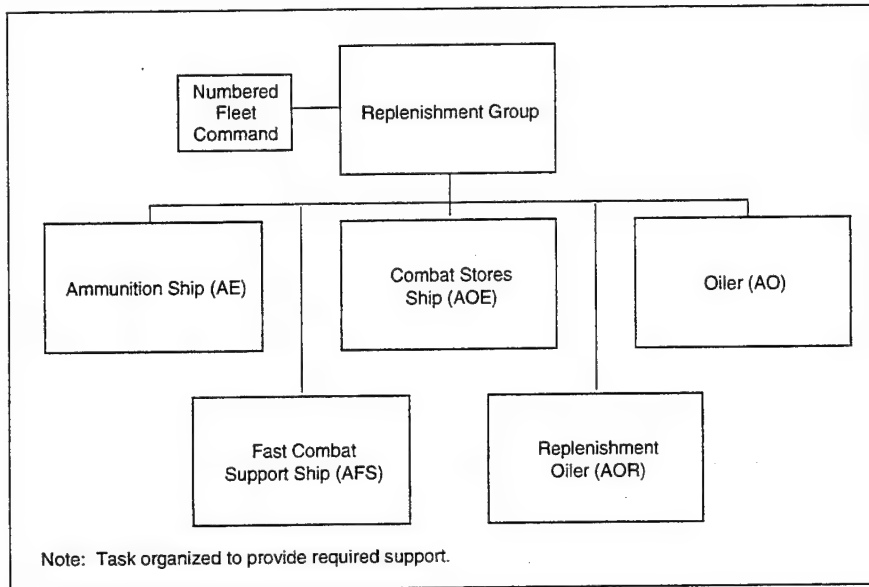 Numbered
Fleet
Command
Replenishment Group
Ammunition Ship (AE)
Combat Stores
Ship (AOE)
Oiler (AO)
Fast Combat
Support Ship (AFS)
Replenishment
Oiler (AOR)
Note: Task organized to provide required support.